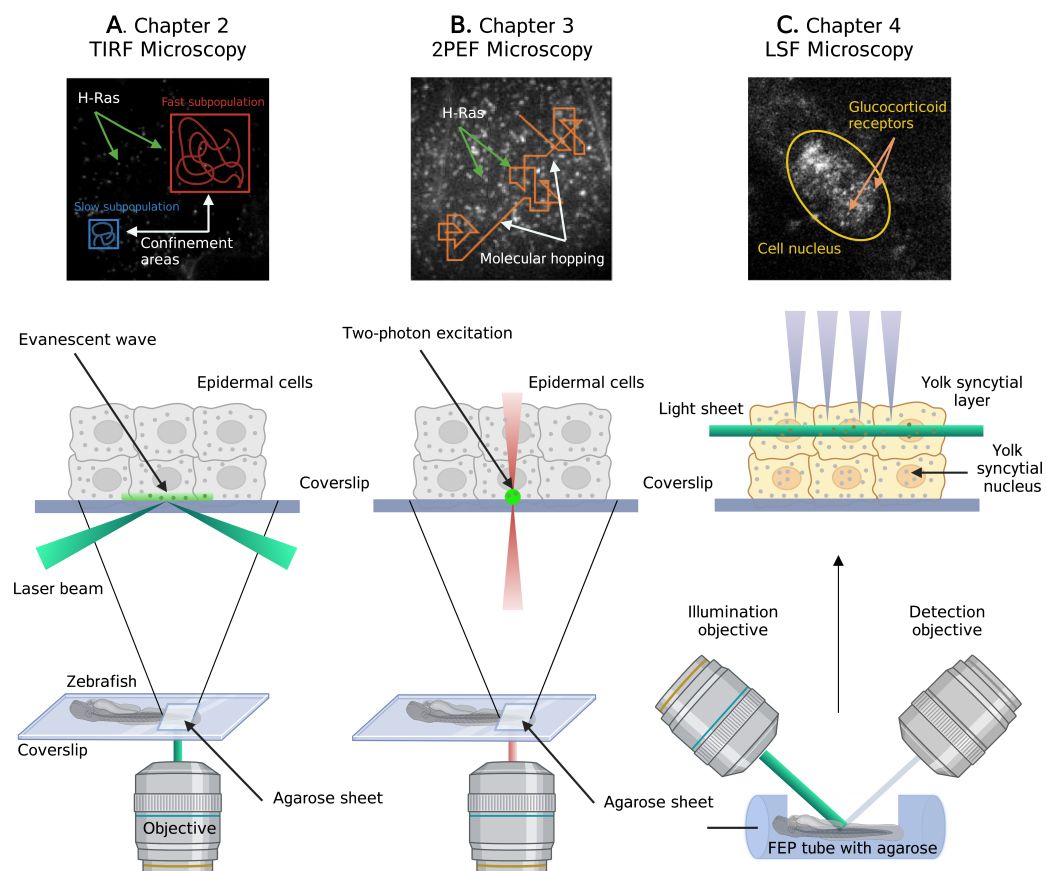 A. Chapter 2
TIRF Microscopy
H-Ras
Fast subpopulation
Slow subpopulation
Confinement
areas
Evanescent wave
Epidermal cells
Coverslip
Laser beam
Zebrafish
Coverslip
Agarose sheet
Objective
B. Chapter 3
2PEF Microscopy
H-Ras
Molecular hopping
Two-photon excitation
Epidermal cells
Coverslip
Agarose sheet
C. Chapter 4
LSF Microscopy
Glucocorticoid
receptors
Cell nucleus
Yolk syncytial
layer
Light sheet
Yolk
syncytial
nucleus
Illumination
objective
Detection
objective
FEP tube with agarose